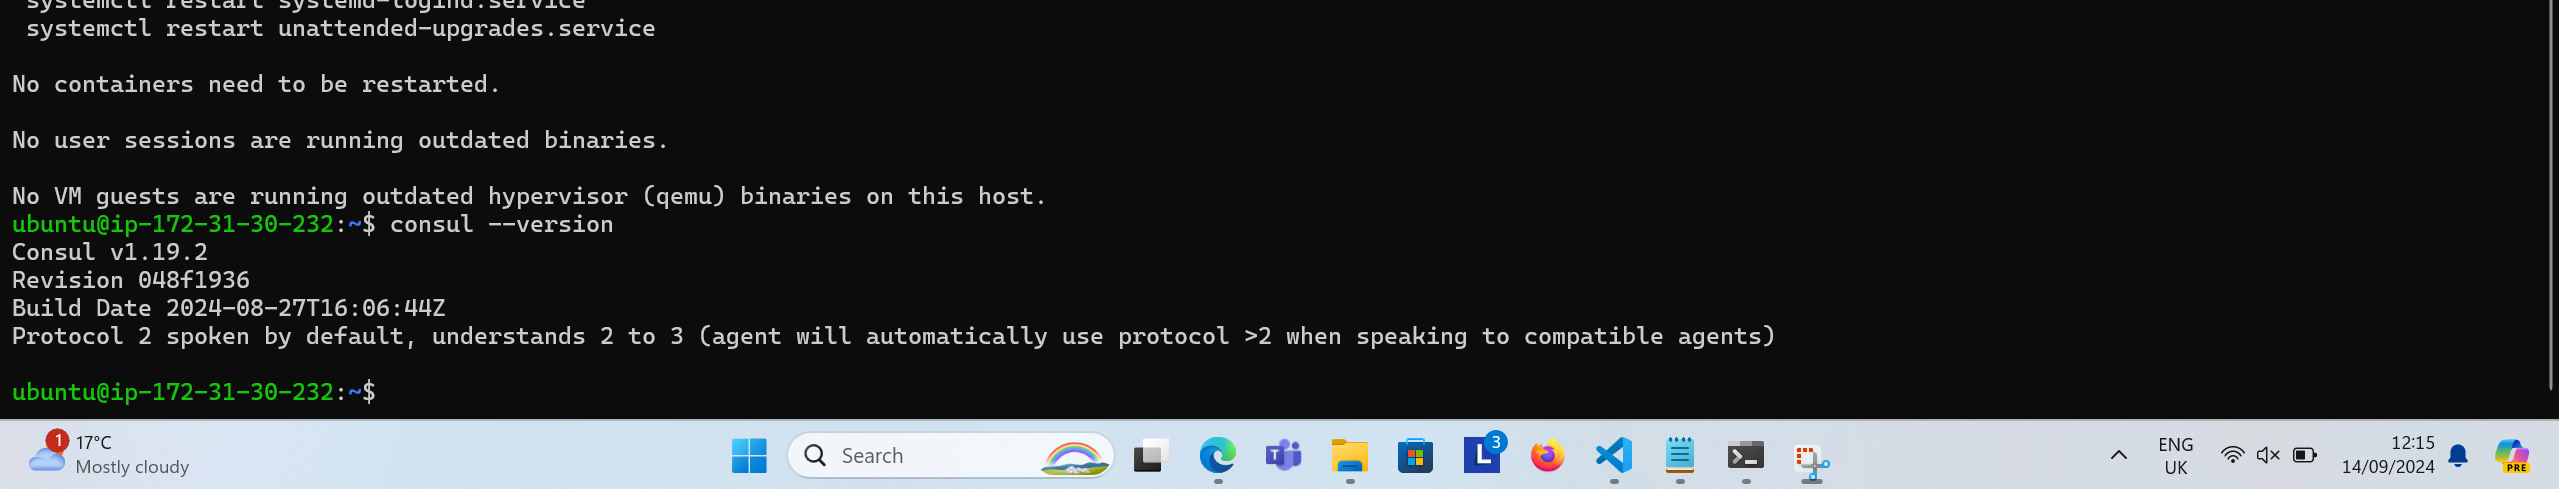 systemctl restart systemd-logind.service
systemctl restart unattended-upgrades.service
No containers need to be restarted.
No user sessions are running outdated binaries.
No VM guests are running outdated hypervisor (qemu) binaries on this host.
ubuntu@ip-172-31-30-232:~$ consul --version
Consul v1.19.2
Revision 048f1936
Build Date 2024-08-27T16:06:44Z
Protocol 2 spoken by default, understands 2 to 3 (agent will automatically use protocol >2 when speaking to compatible agents)
ubuntu@ip-172-31-30-232:~$
1
17°C
Mostly cloudy
Search
T
L
3
ENG
UK
12:15
14/09/2024
PRE